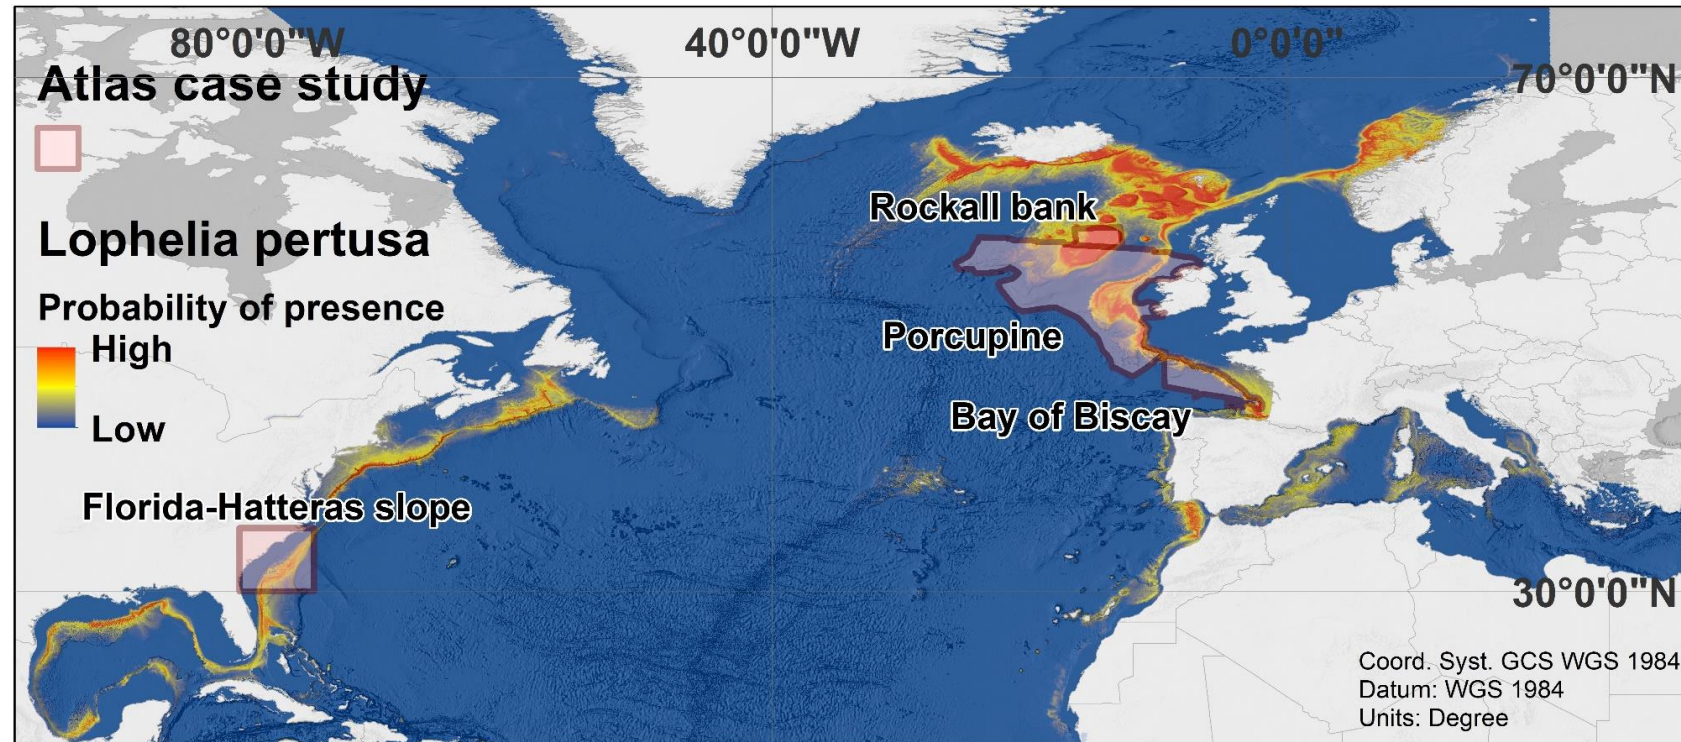 80°0'0"W
40°0'0"W
0°0'0"
70°0'0"N
Atlas case study
Lophelia pertusa
Probability of presence
High
Low
Rockall bank
Porcupine
Bay of Biscay
Florida-Hatteras slope
30°0'0"N
Coord. Syst. GCS WGS 1984
Datum: WGS 1984
Units: Degree